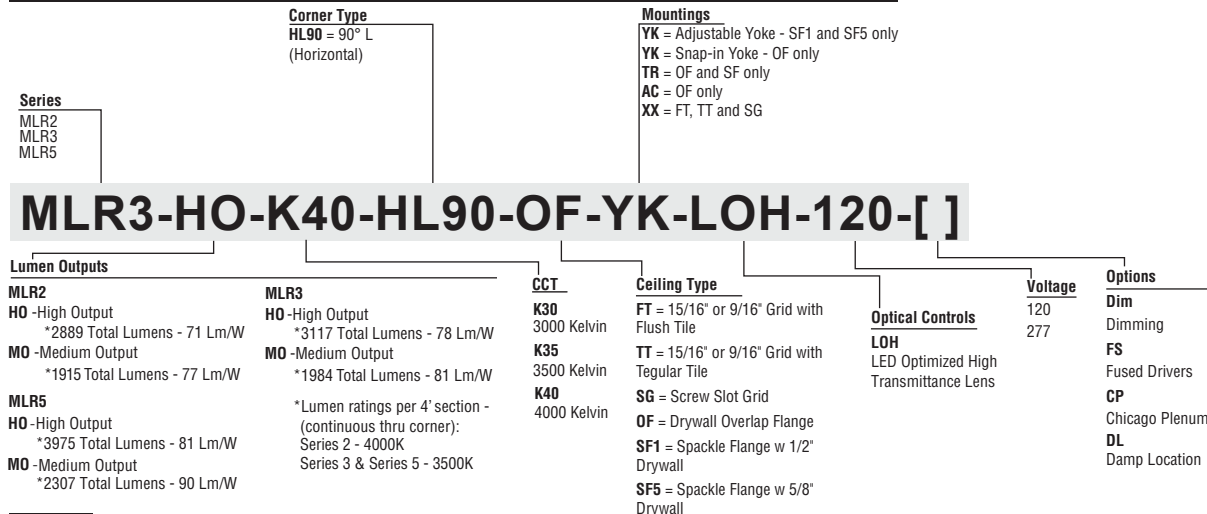 Corner Type
HL90 = 90° L
(Horizontal)
Mountings
YK = Adjustable Yoke - SF1 and SF5 only
YK = Snap-in Yoke - OF only
TR = OF and SF only
AC = OF only
XX = FT, TT and SG
Series
MLR2
MLR3
MLR5
MLR3-HO-K40-HL90-OF-YK-LOH-120-[ ]
Lumen Outputs
MLR2
HO -High Output
*2889 Total Lumens - 71 Lm/W
MO -Medium Output
*1915 Total Lumens - 77 Lm/W
MLR5
HO -High Output
*3975 Total Lumens - 81 Lm/W
MO -Medium Output
*2307 Total Lumens - 90 Lm/W
MLR3
HO -High Output
*3117 Total Lumens - 78 Lm/W
MO -Medium Output
*1984 Total Lumens - 81 Lm/W
*Lumen ratings per 4' section -
(continuous thru corner):
Series 2 - 4000K
Series 3 & Series 5 - 3500K
CCT
K30
3000 Kelvin
K35
3500 Kelvin
K40
4000 Kelvin
Ceiling Type
FT = 15/16" or 9/16" Grid with
Flush Tile
TT = 15/16" or 9/16" Grid with
Tegular Tile
SG = Screw Slot Grid
OF = Drywall Overlap Flange
SF1 = Spackle Flange w 1/2"
Drywall
SF5 = Spackle Flange w 5/8"
Drywall
Optical Controls
LOH
LED Optimized High
Transmittance Lens
Voltage
120
277
Options
Dim
Dimming
FS
Fused Drivers
CP
Chicago Plenum
DL
Damp Location